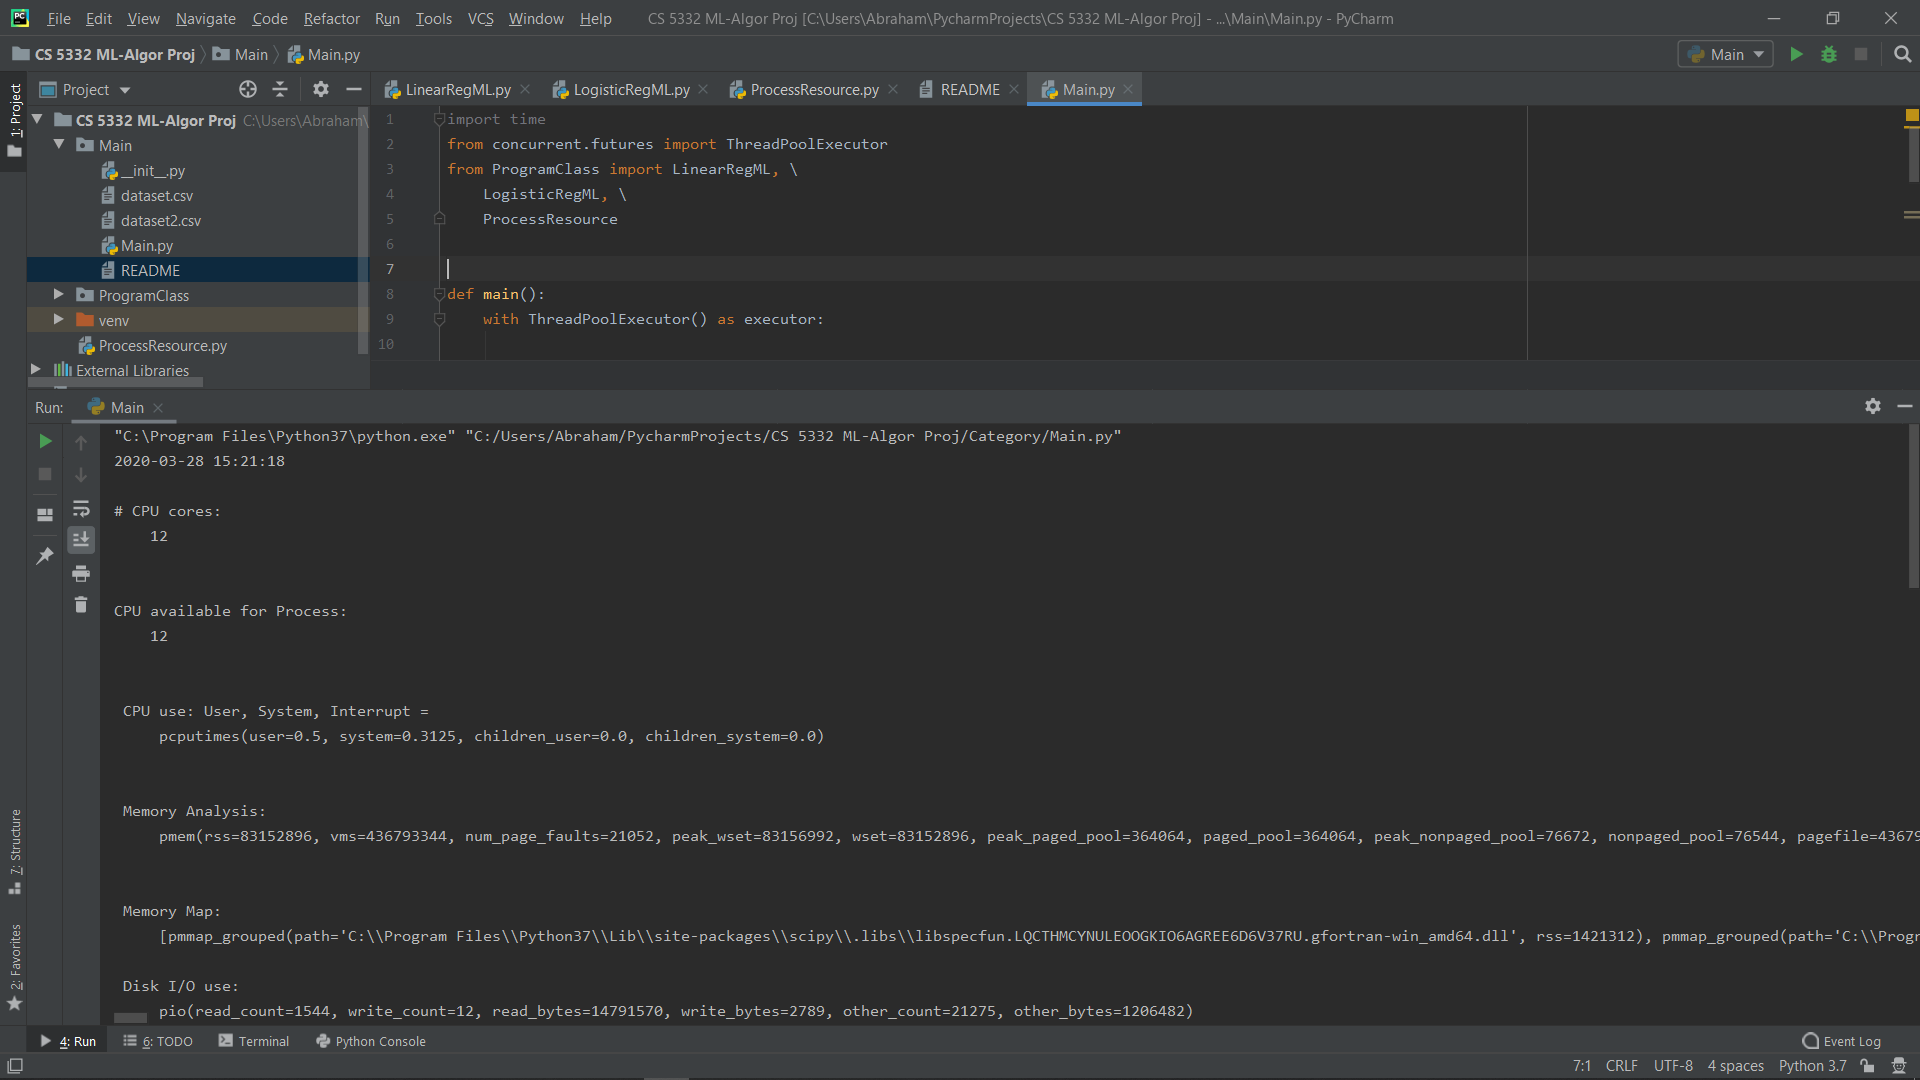 PC File Edit View Navigate Code Refactor Run Tools VCS Window Help CS 5332 ML-Algor Proj [C:\Users\Abraham\PycharmProjects\CS 5332 ML-Algor Proj] - ...\Main\Main.py - PyCharm
CS 5332 ML-Algor Proj Main Main.py Main
1: Project
Project
LinearRegML.py LogisticRegML.py ProcessResource.py README Main.py
CS 5332 ML-Algor Proj C:\Users\Abraham\
Main
__init__.py
dataset.csv
dataset2.csv
Main.py
README
ProgramClass
venv
ProcessResource.py
External Libraries
1 import time
2 from concurrent.futures import ThreadPoolExecutor
3 from ProgramClass import LinearRegML, \
4 LogisticRegML, \
5 ProcessResource
6
7
8 def main():
9 with ThreadPoolExecutor() as executor:
10
Run: Main
"C:\Program Files\Python37\python.exe" "C:/Users/Abraham/PycharmProjects/CS 5332 ML-Algor Proj/Category/Main.py"
2020-03-28 15:21:18
# CPU cores:
12
CPU available for Process:
12
CPU use: User, System, Interrupt =
pcputimes(user=0.5, system=0.3125, children_user=0.0, children_system=0.0)
Memory Analysis:
pmem(rss=83152896, vms=436793344, num_page_faults=21052, peak_wset=83156992, wset=83152896, peak_paged_pool=364064, paged_pool=364064, peak_nonpaged_pool=76672, nonpaged_pool=76544, pagefile=43679
Memory Map:
[pmmap_grouped(path='C:\\Program Files\\Python37\\Lib\\site-packages\\scipy\\.libs\\libspecfun.LQCTHMCYNULEOOGKIO6AGREE6D6V37RU.gfortran-win_amd64.dll', rss=1421312), pmmap_grouped(path='C:\\Progr
Disk I/O use:
pio(read_count=1544, write_count=12, read_bytes=14791570, write_bytes=2789, other_count=21275, other_bytes=1206482)
7: Structure
2: Favorites
4: Run 6: TODO Terminal Python Console Event Log
7:1 CRLF UTF-8 4 spaces Python 3.7